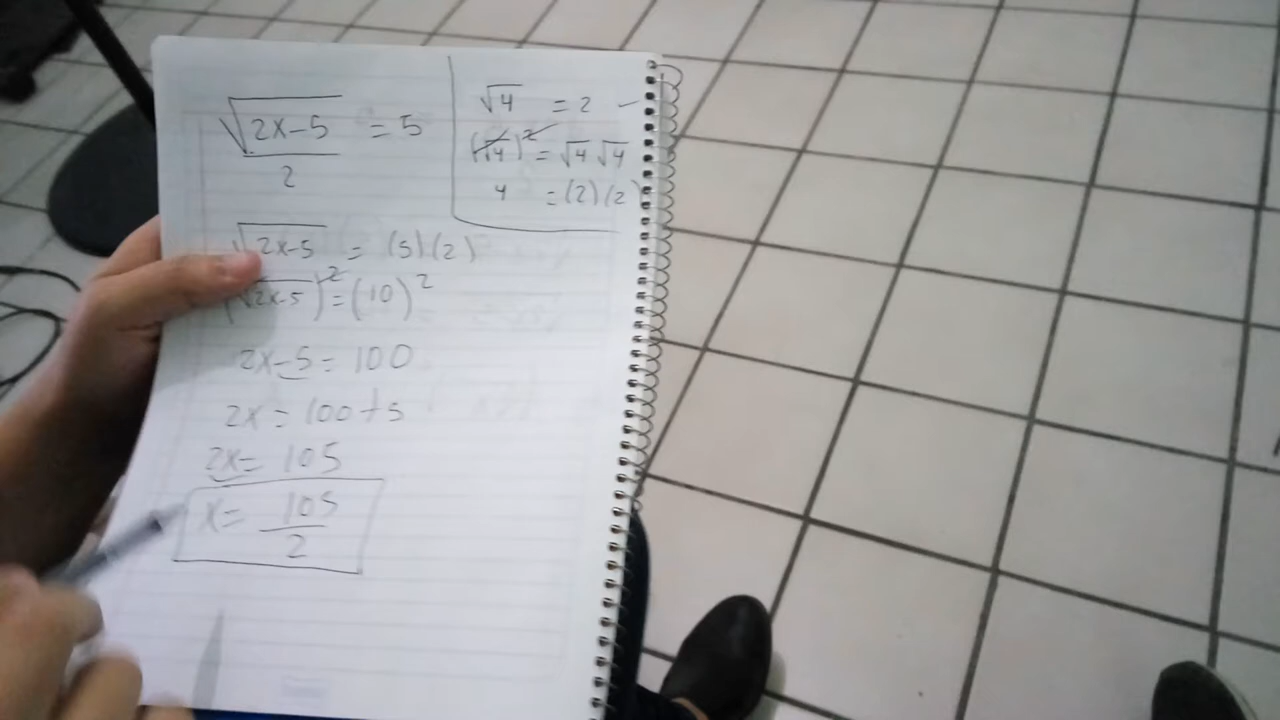 √2x-5 = 5
2
√2x-5 = (5)(2)
(√2x-5)² = (10)²
2x-5 = 100
2x = 100+5
2x = 105
x = 105
2
√4 = 2 -
(√4)² = √4 √4
4 = (2)(2)